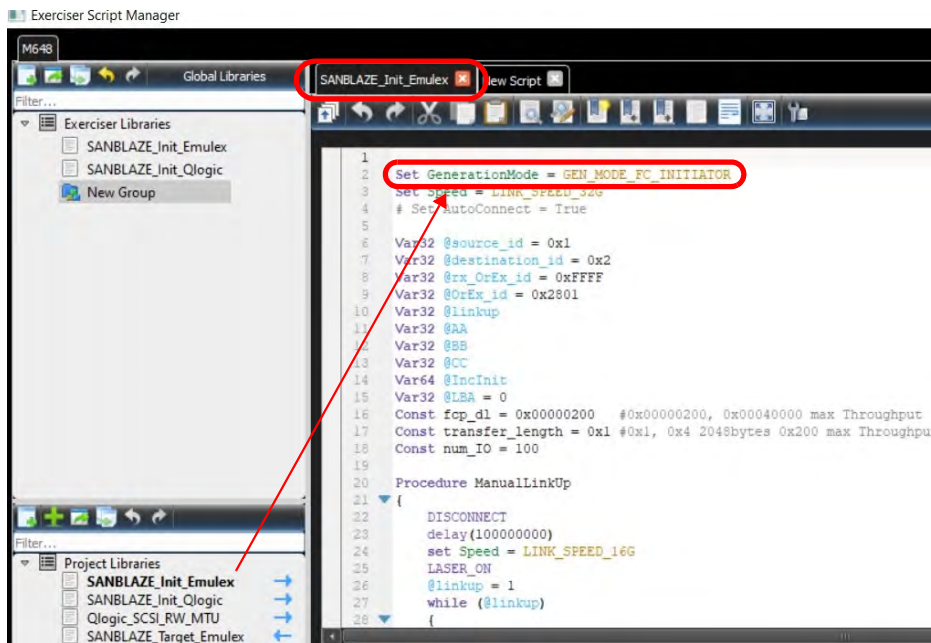 Exerciser Script Manager
M648
Global Libraries
Filter...
Exerciser Libraries
SANBLAZE_Init_Emulex
SANBLAZE_Init_Qlogic
New Group
Filter...
Project Libraries
SANBLAZE_Init_Emulex
SANBLAZE_Init_Qlogic
Qlogic_SCSI_RW_MTU
SANBLAZE_Target_Emulex
SANBLAZE_Init_Emulex
New Script
1
2 Set GenerationMode = GEN_MODE_FC_INITIATOR
3 Set Speed = LINK_SPEED_32G
4 # Set AutoConnect = True
5
6 Var32 @source_id = 0x1
7 Var32 @destination_id = 0x2
8 Var32 @rx_OrEx_id = 0xFFFF
9 Var32 @OrEx_id = 0x2801
10 Var32 @linkup
11 Var32 @AA
12 Var32 @BB
13 Var32 @CC
14 Var64 @IncInit
15 Var32 @LBA = 0
16 Const fcp_dl = 0x00000200 #0x00000200, 0x00040000 max Throughput
17 Const transfer_length = 0x1 #0x1, 0x4 2048bytes 0x200 max Throughpu
18 Const num_IO = 100
19
20 Procedure ManualLinkUp
21 {
22 DISCONNECT
23 delay(100000000)
24 set Speed = LINK_SPEED_16G
25 LASER_ON
26 @linkup = 1
27 while (@linkup)
28 {